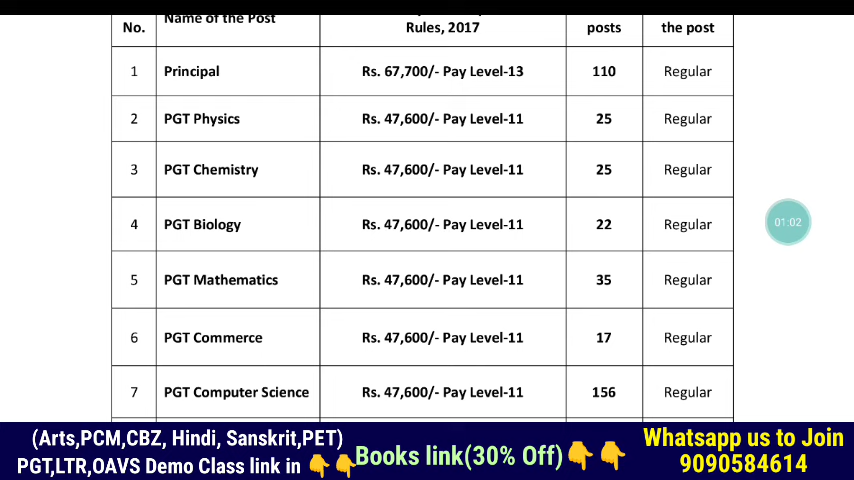 No.
Name of the Post
Rules, 2017
posts
the post
1 Principal Rs. 67,700/- Pay Level-13 110 Regular
2 PGT Physics Rs. 47,600/- Pay Level-11 25 Regular
3 PGT Chemistry Rs. 47,600/- Pay Level-11 25 Regular
4 PGT Biology Rs. 47,600/- Pay Level-11 22 Regular
5 PGT Mathematics Rs. 47,600/- Pay Level-11 35 Regular
6 PGT Commerce Rs. 47,600/- Pay Level-11 17 Regular
7 PGT Computer Science Rs. 47,600/- Pay Level-11 156 Regular
01:02
(Arts,PCM,CBZ, Hindi, Sanskrit,PET)
PGT,LTR,OAVS Demo Class link in 👇👇
Books link(30% Off)👇👇
Whatsapp us to Join
9090584614